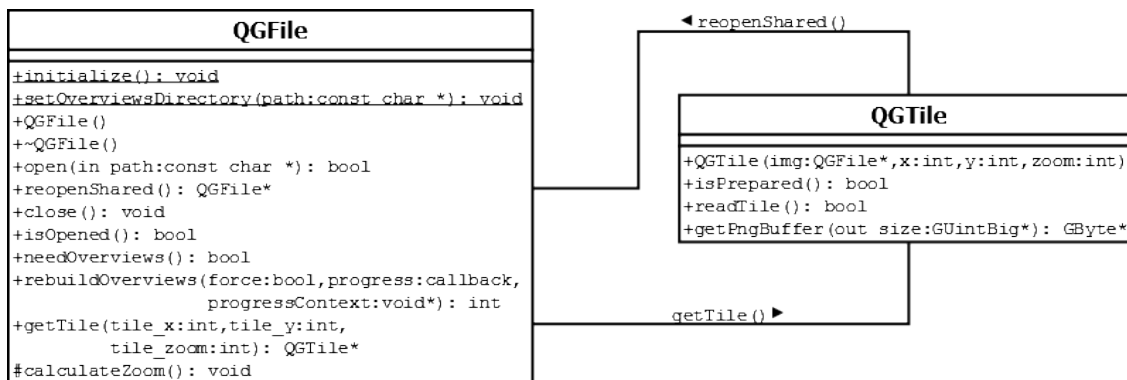 QGFile
+initialize(): void
+setOverviewsDirectory(path:const char *): void
+QGFile()
+~QGFile()
+open(in path:const char *): bool
+reopenShared(): QGFile*
+close(): void
+isOpened(): bool
+needOverviews(): bool
+rebuildOverviews(force:bool,progress:callback,
progressContext:void*): int
+getTile(tile_x:int,tile_y:int,
tile_zoom:int): QGTile*
#calculateZoom(): void
reopenShared()
QGTile
+QGTile(img:QGFile*,x:int,y:int,zoom:int)
+isPrepared(): bool
+readTile(): bool
+getPngBuffer(out size:GUintBig*): GByte*
getTile()